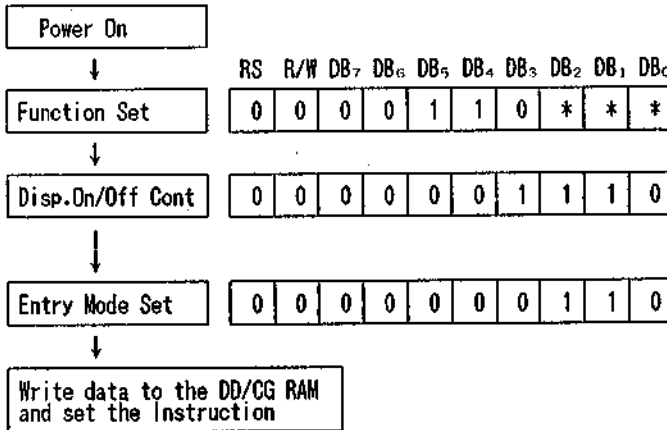 Power On
RS R/W DB₇ DB₆ DB₅ DB₄ DB₃ DB₂ DB₁ DB₀
Function Set 0 0 0 0 1 1 0 * * *
Disp.On/Off Cont 0 0 0 0 0 0 1 1 1 0
Entry Mode Set 0 0 0 0 0 0 0 1 1 0
Write data to the DD/CG RAM
and set the Instruction